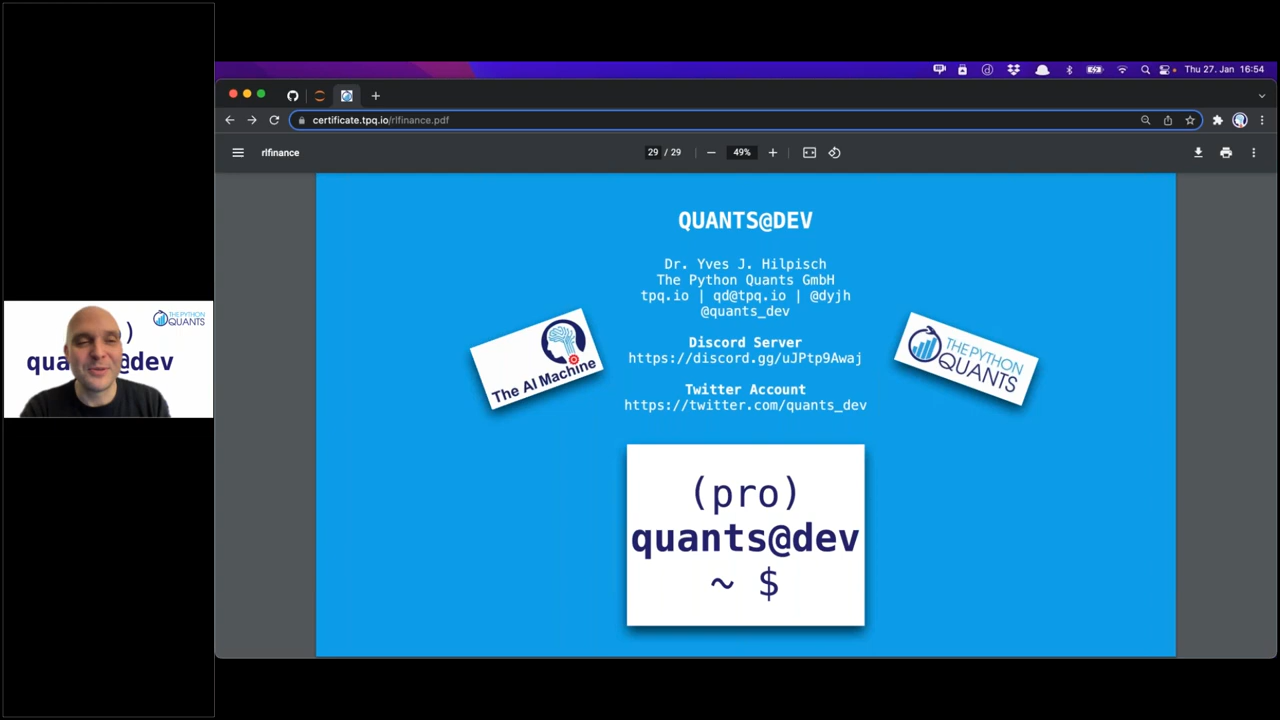 Thu 27. Jan 16:54
certificate.tpq.io/rlfinance.pdf
rlfinance
29 / 29
49%
QUANTS@DEV
Dr. Yves J. Hilpisch
The Python Quants GmbH
tpq.io | qd@tpq.io | @dyjh
@quants_dev
Discord Server
https://discord.gg/uJPtp9Awaj
Twitter Account
https://twitter.com/quants_dev
The AI Machine
THE PYTHON
QUANTS
(pro)
quants@dev
~ $
THE PYTHON
QUANTS
)
qua @dev